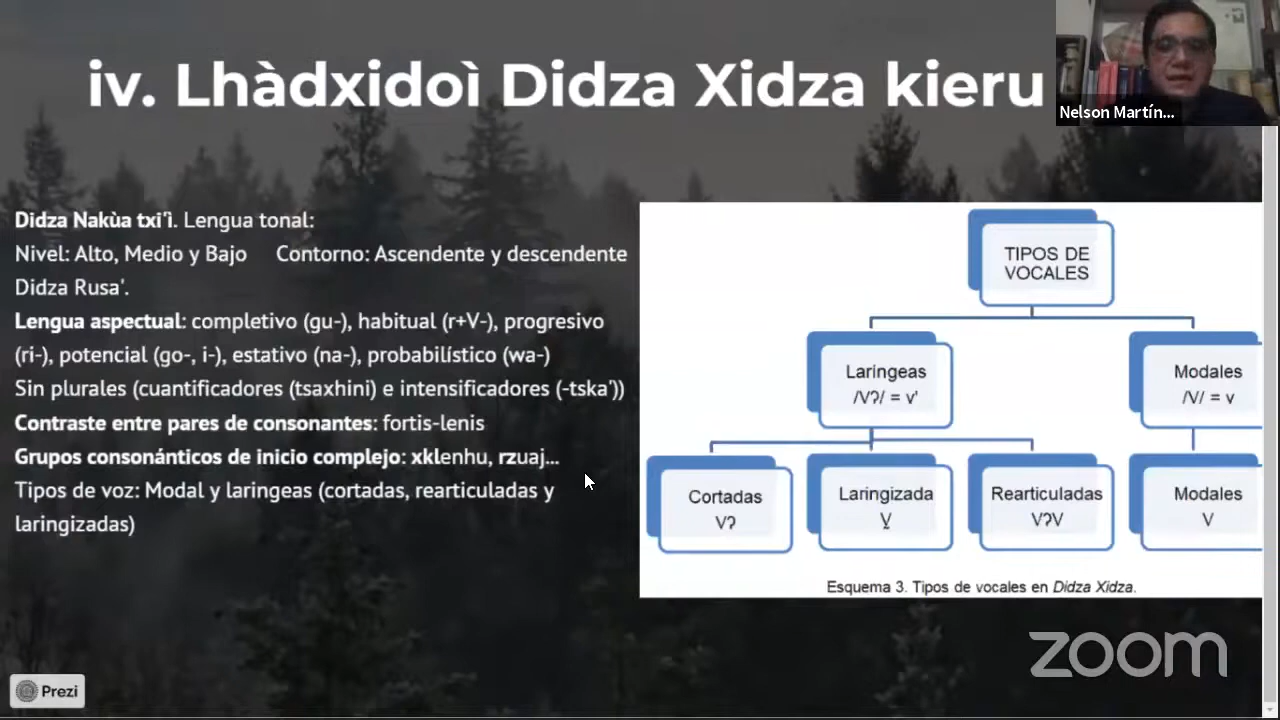 iv. Lhàdxidoì Didza Xidza kieru
Nelson Martín...
Didza Nakùa txi'ì. Lengua tonal:
Nivel: Alto, Medio y Bajo Contorno: Ascendente y descendente
Didza Rusa'.
Lengua aspectual: completivo (gu-), habitual (r+V-), progresivo
(ri-), potencial (go-, i-), estativo (na-), probabilístico (wa-)
Sin plurales (cuantificadores (tsaxhini) e intensificadores (-tska'))
Contraste entre pares de consonantes: fortis-lenis
Grupos consonánticos de inicio complejo: xklenhu, rzuaj...
Tipos de voz: Modal y laringeas (cortadas, rearticuladas y
laringizadas)
TIPOS DE
VOCALES
Laringeas
/Vʔ/ = v'
Modales
/V/ = v
Cortadas
Vʔ
Laringizada
V̰
Rearticuladas
VʔV
Modales
V
Esquema 3. Tipos de vocales en Didza Xidza.
zoom
Prezi